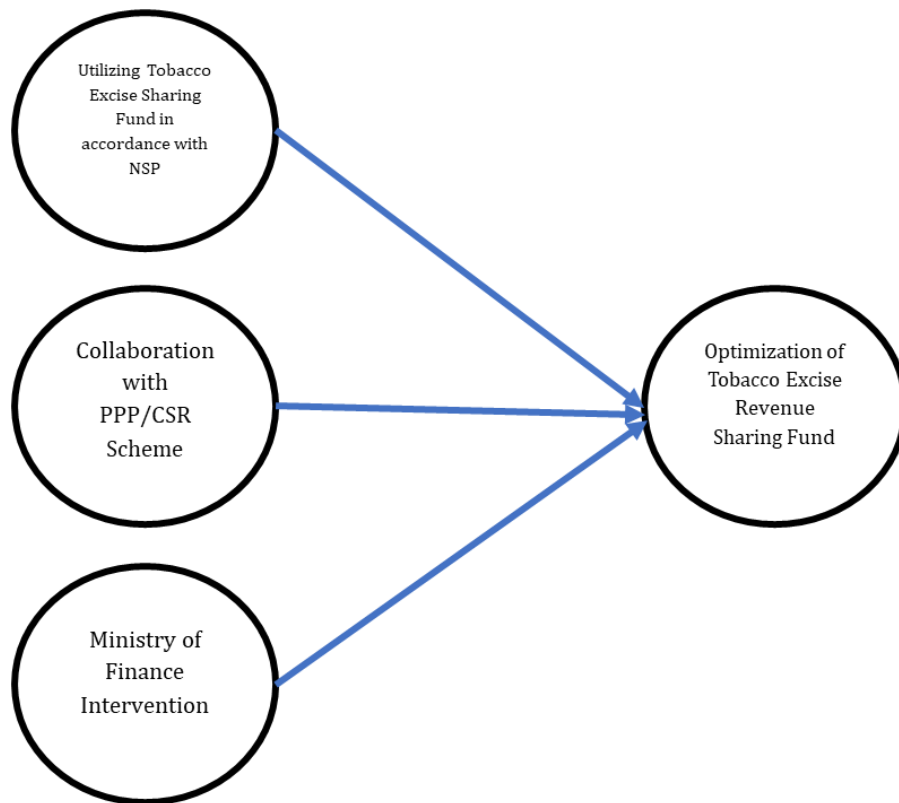 Utilizing Tobacco
Excise Sharing
Fund in
accordance with
NSP
Collaboration
with
PPP/CSR
Scheme
Ministry of
Finance
Intervention
Optimization of
Tobacco Excise
Revenue
Sharing Fund